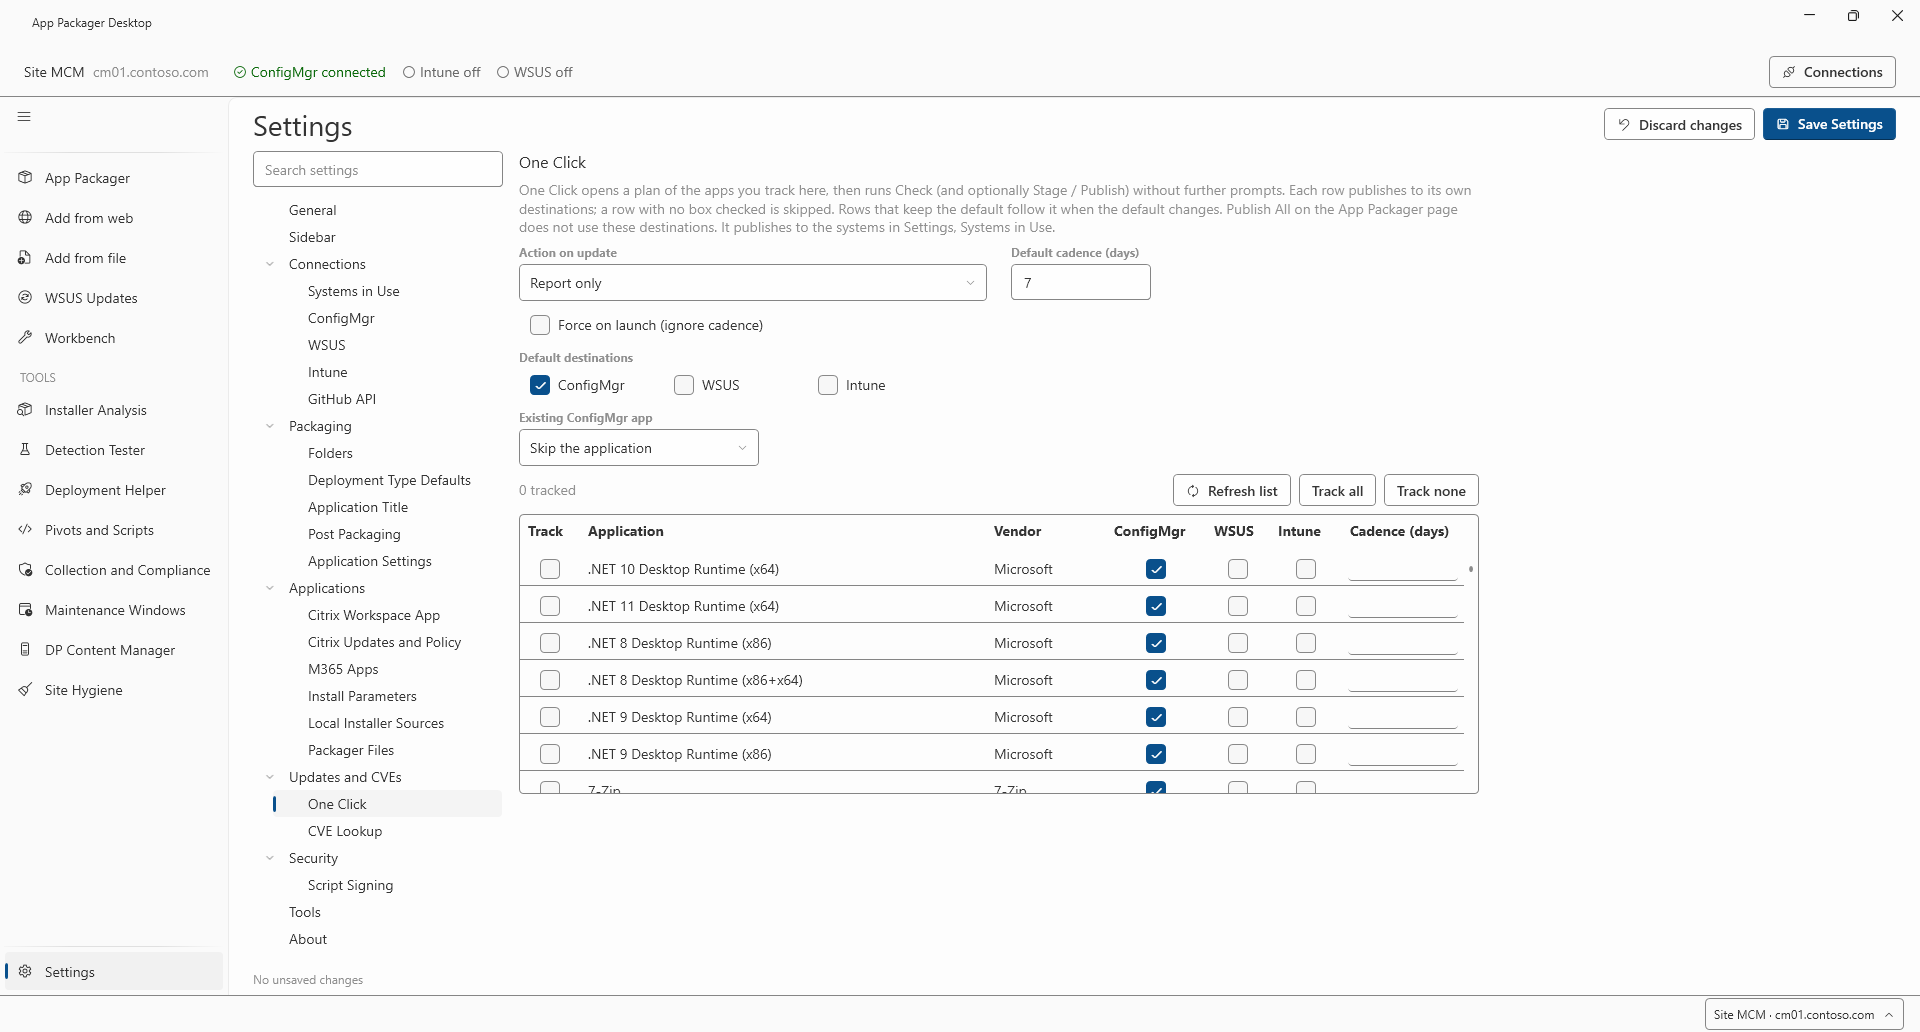 App Packager Desktop
Site MCM cm01.contoso.com ConfigMgr connected Intune off WSUS off Connections
Settings Discard changes Save Settings
App Packager
Add from web
Add from file
WSUS Updates
Workbench
TOOLS
Installer Analysis
Detection Tester
Deployment Helper
Pivots and Scripts
Collection and Compliance
Maintenance Windows
DP Content Manager
Site Hygiene
Settings
Search settings
General
Sidebar
Connections
Systems in Use
ConfigMgr
WSUS
Intune
GitHub API
Packaging
Folders
Deployment Type Defaults
Application Title
Post Packaging
Application Settings
Applications
Citrix Workspace App
Citrix Updates and Policy
M365 Apps
Install Parameters
Local Installer Sources
Packager Files
Updates and CVEs
One Click
CVE Lookup
Security
Script Signing
Tools
About
No unsaved changes
One Click
One Click opens a plan of the apps you track here, then runs Check (and optionally Stage / Publish) without further prompts. Each row publishes to its own
destinations; a row with no box checked is skipped. Rows that keep the default follow it when the default changes. Publish All on the App Packager page
does not use these destinations. It publishes to the systems in Settings, Systems in Use.
Action on update Default cadence (days)
Report only 7
Force on launch (ignore cadence)
Default destinations
ConfigMgr WSUS Intune
Existing ConfigMgr app
Skip the application
0 tracked Refresh list Track all Track none
Track Application Vendor ConfigMgr WSUS Intune Cadence (days)
.NET 10 Desktop Runtime (x64) Microsoft
.NET 11 Desktop Runtime (x64) Microsoft
.NET 8 Desktop Runtime (x86) Microsoft
.NET 8 Desktop Runtime (x86+x64) Microsoft
.NET 9 Desktop Runtime (x64) Microsoft
.NET 9 Desktop Runtime (x86) Microsoft
7-Zip 7-Zip
Site MCM · cm01.contoso.com